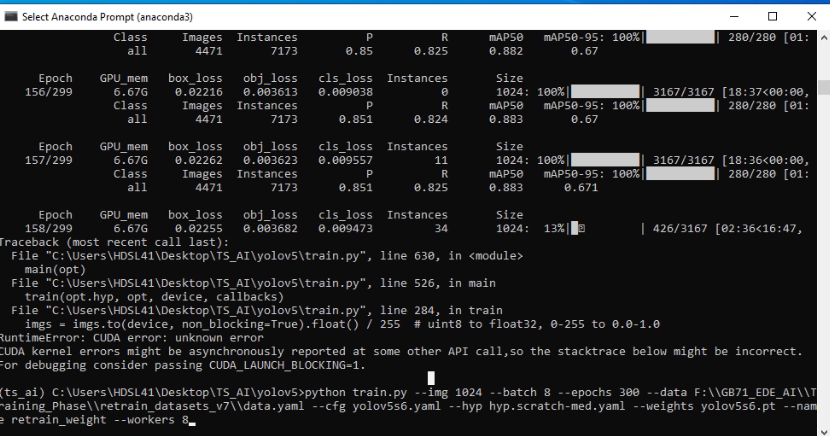 Select Anaconda Prompt (anaconda3)
Class Images Instances P R mAP50 mAP50-95: 100%| | 280/280 [01:
all 4471 7173 0.85 0.825 0.882 0.67
Epoch GPU_mem box_loss obj_loss cls_loss Instances Size
156/299 6.67G 0.02216 0.003613 0.009038 0 1024: 100%| | 3167/3167 [18:37<00:00,
Class Images Instances P R mAP50 mAP50-95: 100%| | 280/280 [01:
all 4471 7173 0.851 0.824 0.883 0.67
Epoch GPU_mem box_loss obj_loss cls_loss Instances Size
157/299 6.67G 0.02262 0.003623 0.009557 11 1024: 100%| | 3167/3167 [18:36<00:00,
Class Images Instances P R mAP50 mAP50-95: 100%| | 280/280 [01:
all 4471 7173 0.851 0.825 0.883 0.671
Epoch GPU_mem box_loss obj_loss cls_loss Instances Size
158/299 6.67G 0.02255 0.003682 0.009473 34 1024: 13%| | 426/3167 [02:36<16:47,
Traceback (most recent call last):
File "C:\Users\HDSL41\Desktop\TS_AI\yolov5\train.py", line 630, in <module>
main(opt)
File "C:\Users\HDSL41\Desktop\TS_AI\yolov5\train.py", line 526, in main
train(opt.hyp, opt, device, callbacks)
File "C:\Users\HDSL41\Desktop\TS_AI\yolov5\train.py", line 284, in train
imgs = imgs.to(device, non_blocking=True).float() / 255 # uint8 to float32, 0-255 to 0.0-1.0
RuntimeError: CUDA error: unknown error
CUDA kernel errors might be asynchronously reported at some other API call,so the stacktrace below might be incorrect.
For debugging consider passing CUDA_LAUNCH_BLOCKING=1.
(ts_ai) C:\Users\HDSL41\Desktop\TS_AI\yolov5>python train.py --img 1024 --batch 8 --epochs 300 --data F:\\GB71_EDE_AI\\T
raining_Phase\\retrain_datasets_v7\\data.yaml --cfg yolov5s6.yaml --hyp hyp.scratch-med.yaml --weights yolov5s6.pt --nam
e retrain_weight --workers 8